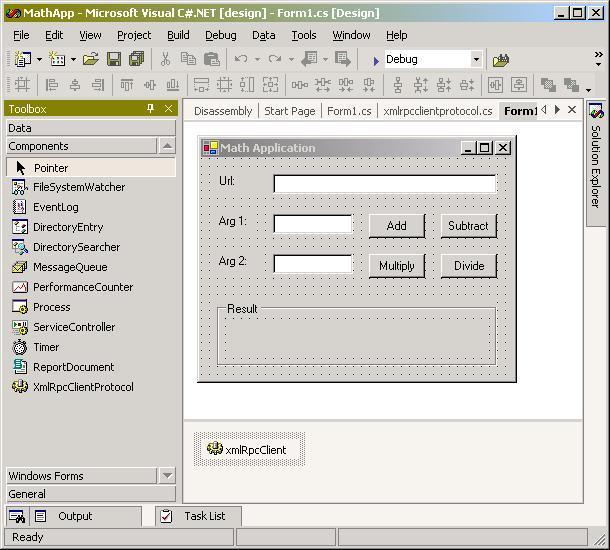 MathApp - Microsoft Visual C#.NET [design] - Form1.cs [Design]
File Edit View Project Build Debug Data Tools Window Help
Debug
Toolbox
Disassembly Start Page Form1.cs xmlrpcclientprotocol.cs Form1
Data
Components
Pointer
FileSystemWatcher
EventLog
DirectoryEntry
DirectorySearcher
MessageQueue
PerformanceCounter
Process
ServiceController
Timer
ReportDocument
XmlRpcClientProtocol
Windows Forms
General
Math Application
Url:
Arg 1:
Add Subtract
Arg 2:
Multiply Divide
Result
xmlRpcClient
Solution Explorer
Output Task List
Ready